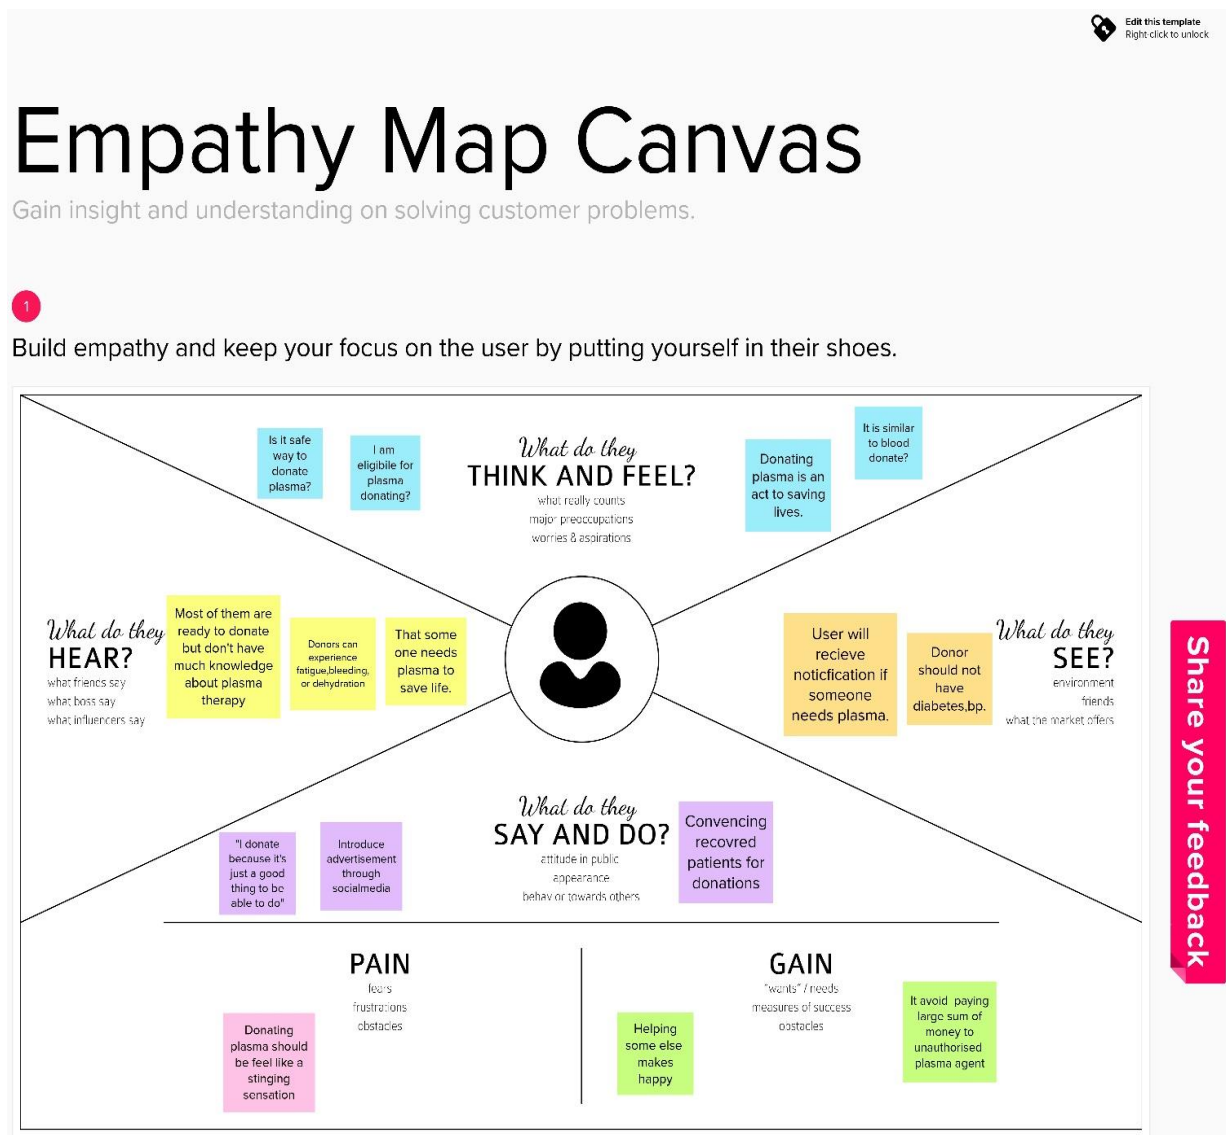 Edit this template
Right-click to unlock
Empathy Map Canvas
Gain insight and understanding on solving customer problems.
1
Build empathy and keep your focus on the user by putting yourself in their shoes.
Is it safe
way to
donate
plasma?
I am
eligibile for
plasma
donating?
What do they
THINK AND FEEL?
what really counts
major preoccupations
worries & aspirations
Donating
plasma is an
act to saving
lives.
It is similar
to blood
donate?
What do they
HEAR?
what friends say
what boss say
what influencers say
Most of them are
ready to donate
but don't have
much knowledge
about plasma
therapy
Donors can
experience
fatigue,bleeding,
or dehydration
That some
one needs
plasma to
save life.
User will
recieve
noticfication if
someone
needs plasma.
Donor
should not
have
diabetes,bp.
What do they
SEE?
environment
friends
what the market offers
Share your feedback
"I donate
because it's
just a good
thing to be
able to do"
Introduce
advertisement
through
socialmedia
What do they
SAY AND DO?
attitude in public
appearance
behavior towards others
Convencing
recovred
patients for
donations
PAIN
fears
frustrations
obstacles
Donating
plasma should
be feel like a
stinging
sensation
GAIN
"wants" / needs
measures of success
obstacles
Helping
some else
makes
happy
It avoid paying
large sum of
money to
unauthorised
plasma agent